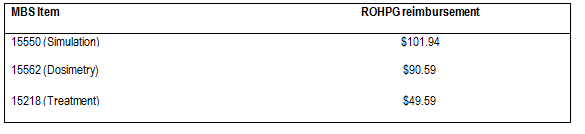 MBS Item ROHPG reimbursement
15550 (Simulation) $101.94
15562 (Dosimetry) $90.59
15218 (Treatment) $49.59